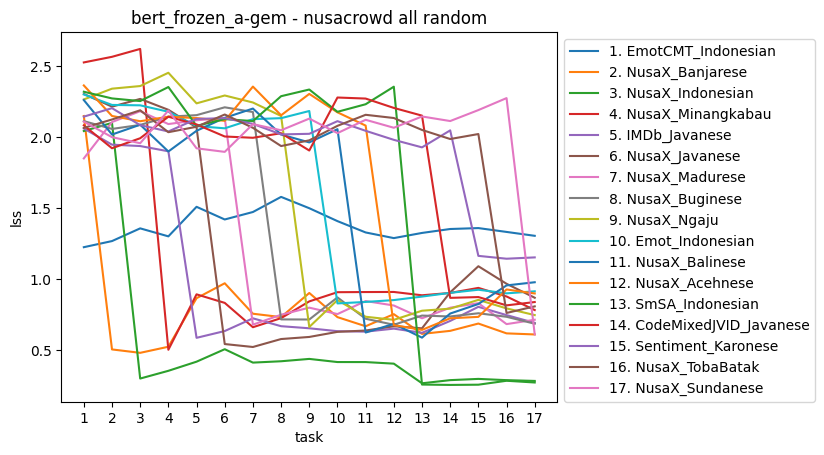 bert_frozen_a-gem - nusacrowd all random
2.5
2.0
1.5
1.0
0.5
lss
1 2 3 4 5 6 7 8 9 10 11 12 13 14 15 16 17
task
1. EmotCMT_Indonesian
2. NusaX_Banjarese
3. NusaX_Indonesian
4. NusaX_Minangkabau
5. IMDb_Javanese
6. NusaX_Javanese
7. NusaX_Madurese
8. NusaX_Buginese
9. NusaX_Ngaju
10. Emot_Indonesian
11. NusaX_Balinese
12. NusaX_Acehnese
13. SmSA_Indonesian
14. CodeMixedJVID_Javanese
15. Sentiment_Karonese
16. NusaX_TobaBatak
17. NusaX_Sundanese